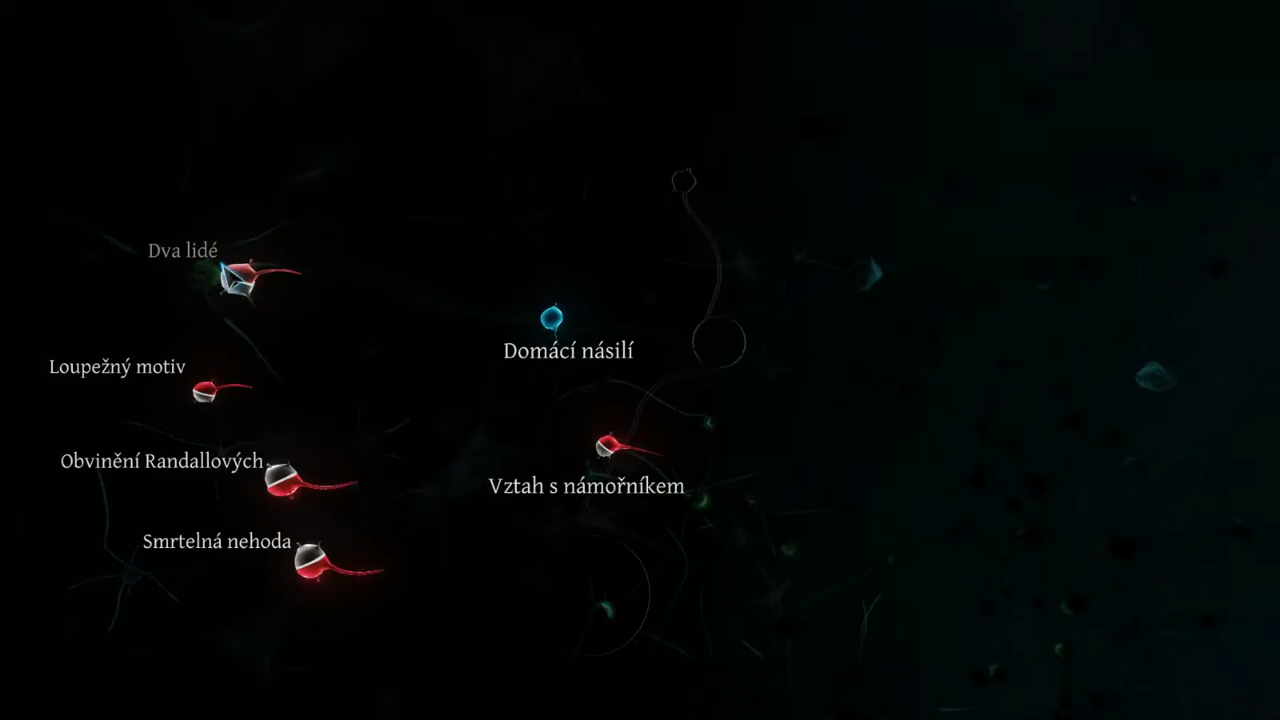 Dva lidé
Domácí násilí
Loupežný motiv
Obvinění Randallových
Vztah s námořníkem
Smrtelná nehoda